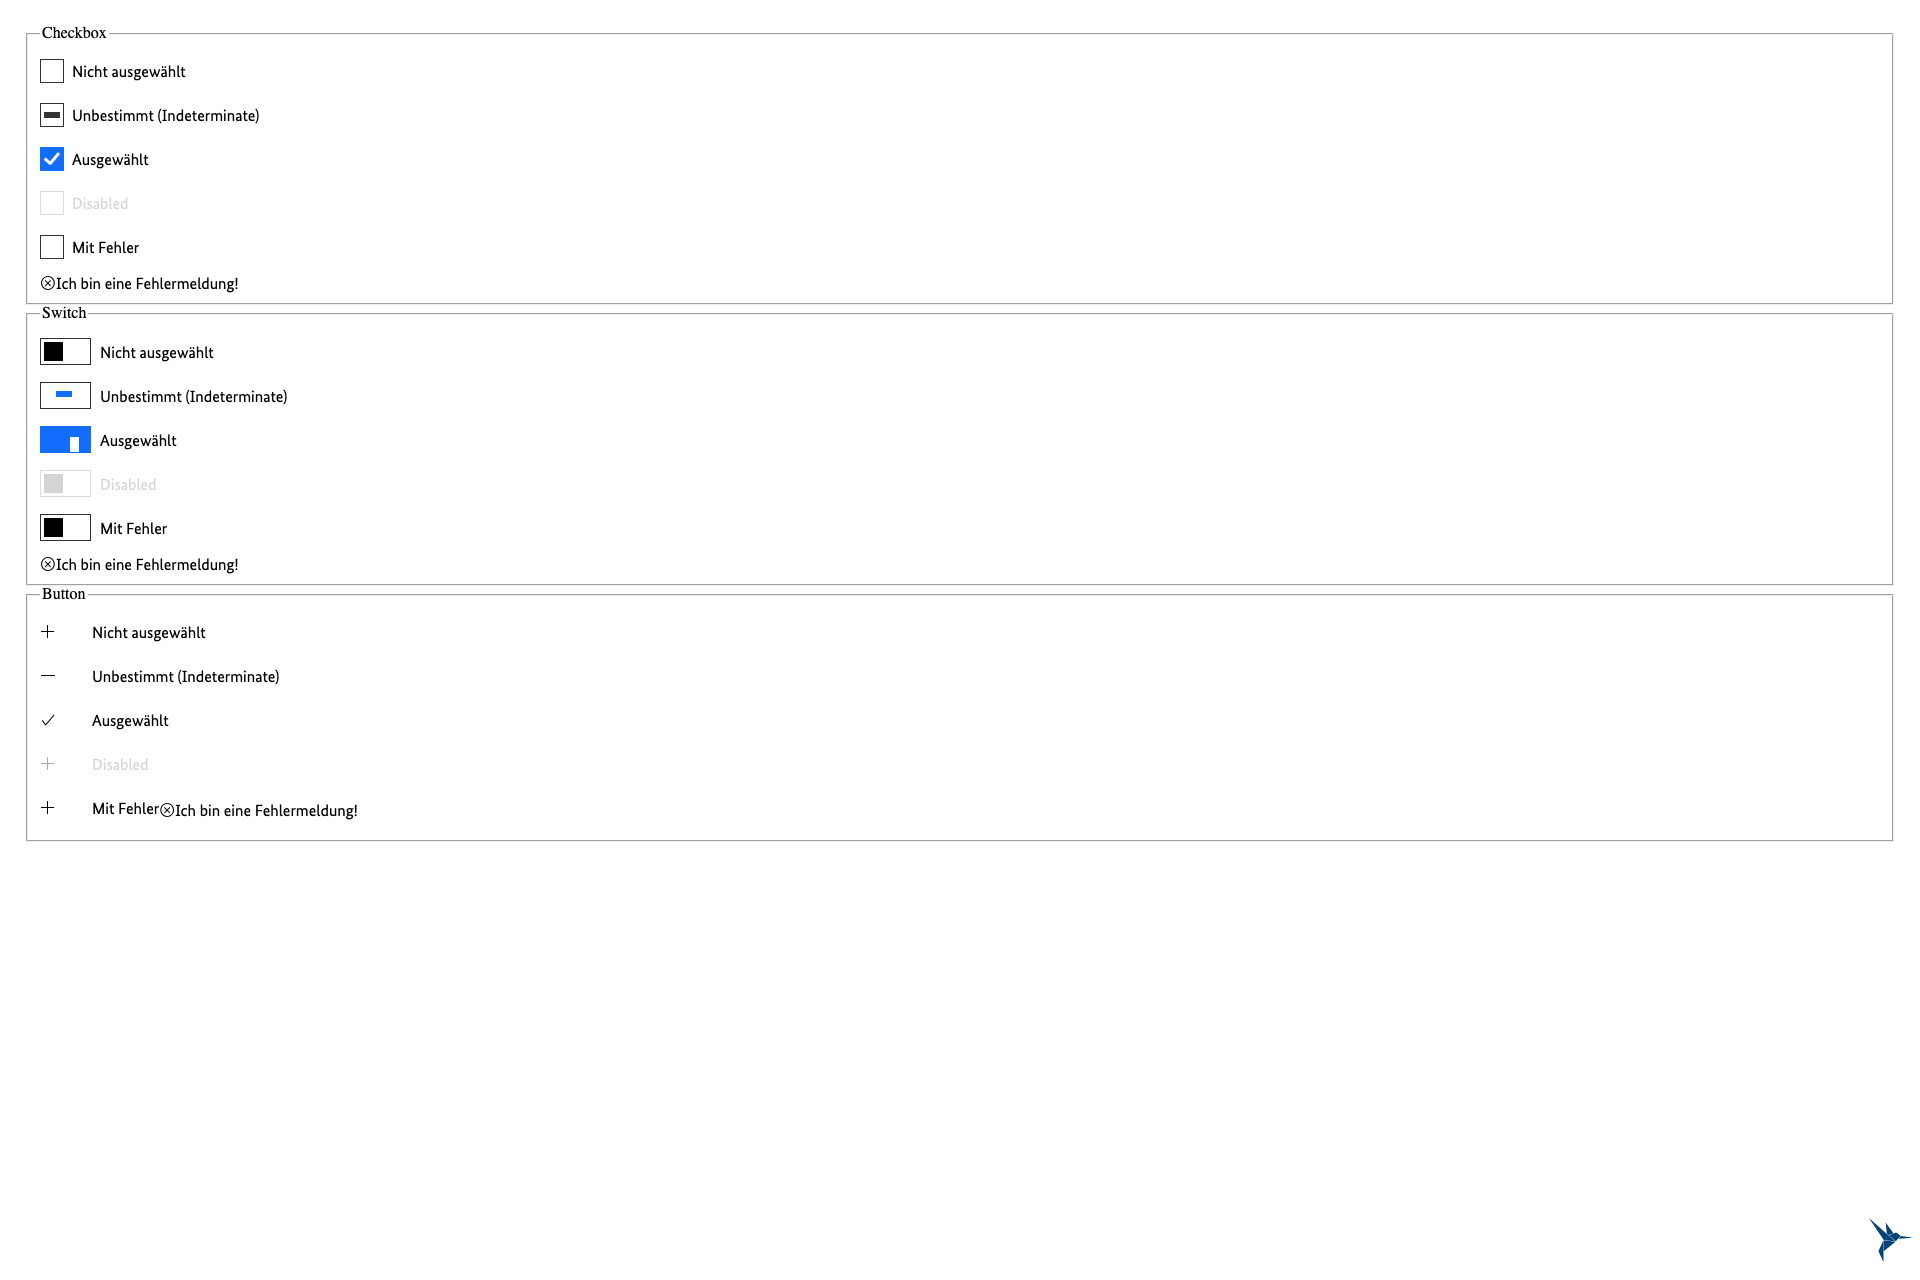 Checkbox
Nicht ausgewählt
Unbestimmt (Indeterminate)
Ausgewählt
Disabled
Mit Fehler
Ich bin eine Fehlermeldung!
Switch
Nicht ausgewählt
Unbestimmt (Indeterminate)
Ausgewählt
Disabled
Mit Fehler
Ich bin eine Fehlermeldung!
Button
Nicht ausgewählt
Unbestimmt (Indeterminate)
Ausgewählt
Disabled
Mit Fehler Ich bin eine Fehlermeldung!